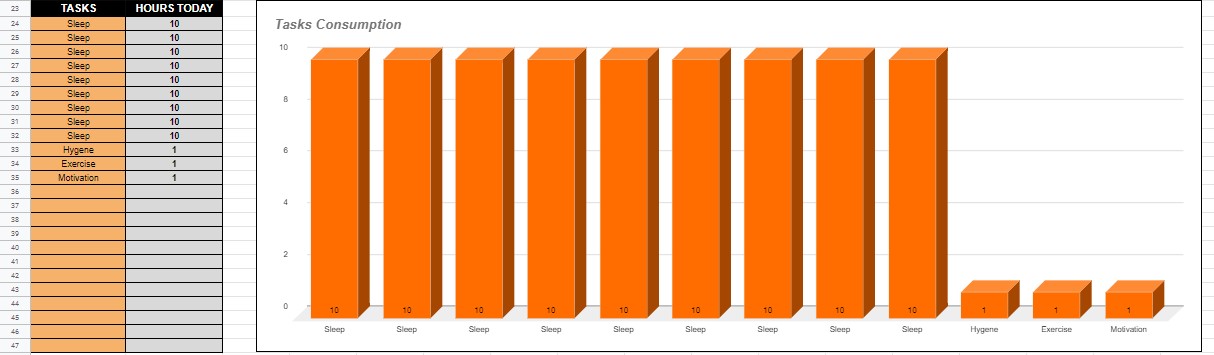 23 TASKS HOURS TODAY
24 Sleep 10
25 Sleep 10
26 Sleep 10
27 Sleep 10
28 Sleep 10
29 Sleep 10
30 Sleep 10
31 Sleep 10
32 Sleep 10
33 Hygene 1
34 Exercise 1
35 Motivation 1
36
37
38
39
40
41
42
43
44
45
46
47
Tasks Consumption
10
8
6
4
2
0
10 10 10 10 10 10 10 10 10 1 1 1
Sleep Sleep Sleep Sleep Sleep Sleep Sleep Sleep Sleep Hygene Exercise Motivation